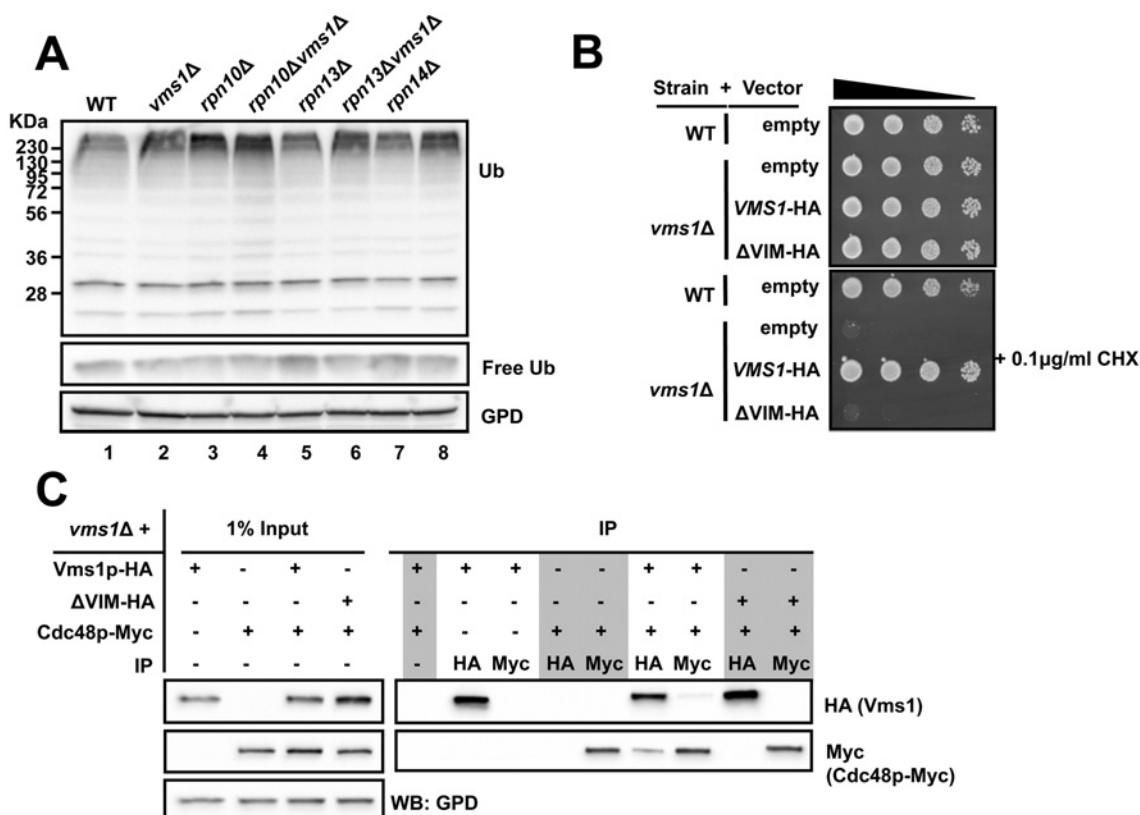 A
WT vms1Δ rpn10Δ rpn10Δvms1Δ rpn13Δ rpn13Δvms1Δ rpn14Δ
KDa
230
130
95
72
56
36
28
Ub
Free Ub
GPD
1 2 3 4 5 6 7 8
B
Strain + Vector
WT empty
vms1Δ
empty
VMS1-HA
ΔVIM-HA
WT empty
vms1Δ
empty
VMS1-HA
ΔVIM-HA
+ 0.1µg/ml CHX
C
vms1Δ + 1% Input IP
Vms1p-HA + - + - + + + - - + + - -
ΔVIM-HA - - - + - - - - - - - + +
Cdc48p-Myc - + + + + - - + + + + + +
IP - - - - - HA Myc HA Myc HA Myc HA Myc
HA (Vms1)
Myc
(Cdc48p-Myc)
WB: GPD